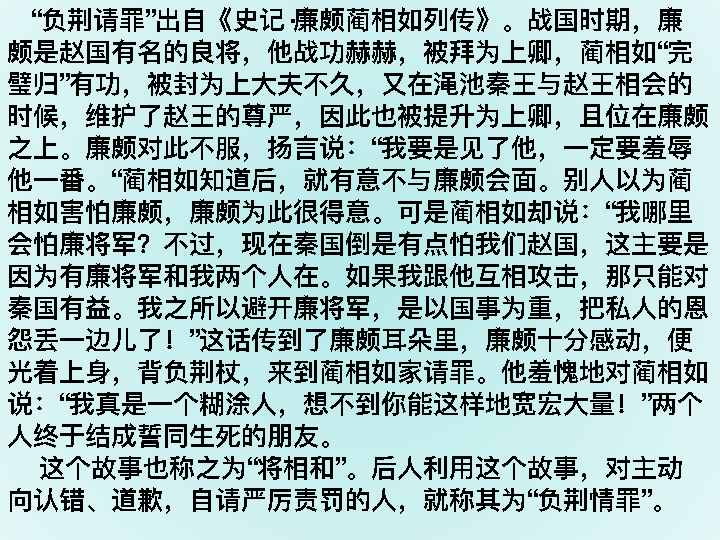 “负荆请罪”出自《史记·廉颇蔺相如列传》。战国时期，廉
颇是赵国有名的良将，他战功赫赫，被拜为上卿，蔺相如“完
璧归”有功，被封为上大夫不久，又在渑池秦王与赵王相会的
时候，维护了赵王的尊严，因此也被提升为上卿，且位在廉颇
之上。廉颇对此不服，扬言说：“我要是见了他，一定要羞辱
他一番。“蔺相如知道后，就有意不与廉颇会面。别人以为蔺
相如害怕廉颇，廉颇为此很得意。可是蔺相如却说：“我哪里
会怕廉将军？不过，现在秦国倒是有点怕我们赵国，这主要是
因为有廉将军和我两个人在。如果我跟他互相攻击，那只能对
秦国有益。我之所以避开廉将军，是以国事为重，把私人的恩
怨丢一边儿了！”这话传到了廉颇耳朵里，廉颇十分感动，便
光着上身，背负荆杖，来到蔺相如家请罪。他羞愧地对蔺相如
说：“我真是一个糊涂人，想不到你能这样地宽宏大量！”两个
人终于结成誓同生死的朋友。
这个故事也称之为“将相和”。后人利用这个故事，对主动
向认错、道歉，自请严厉责罚的人，就称其为“负荆情罪”。